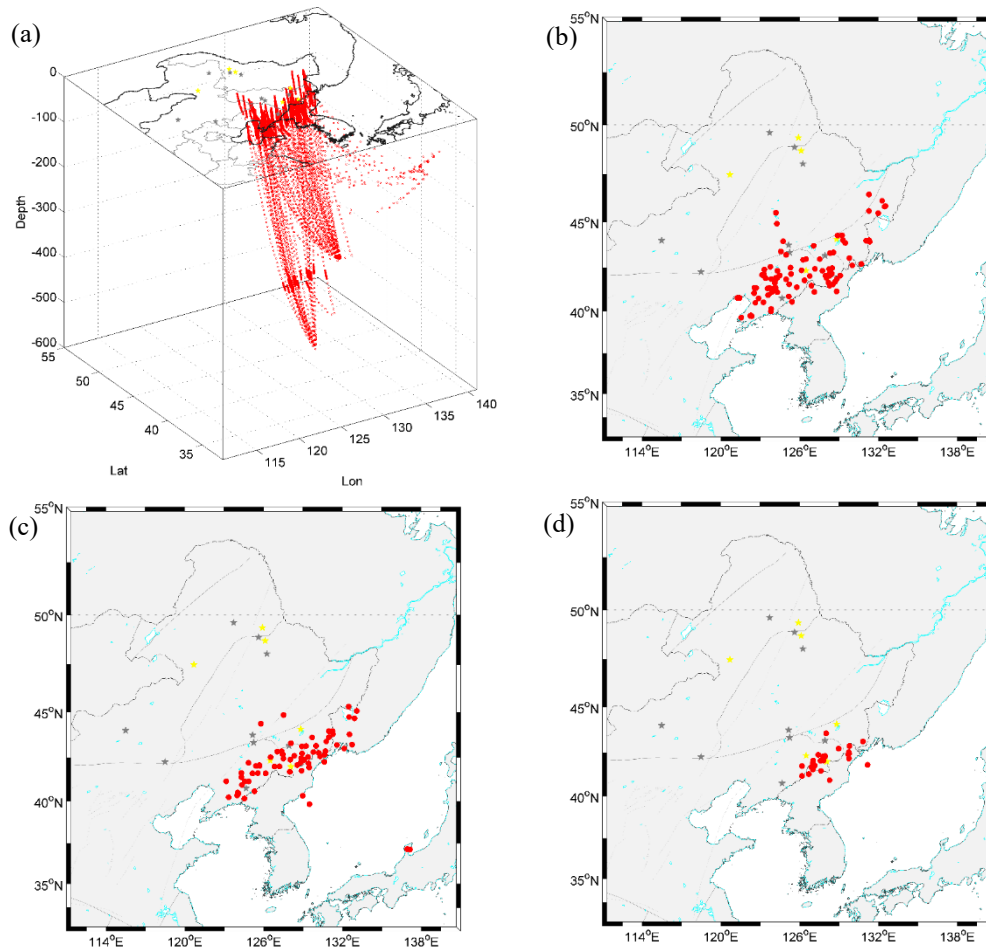 (a)
0
-100
-200
-300
-400
-500
-600
Depth
55
50
45
40
35
Lat
115
120
125
130
135
140
Lon
(b)
55°N
50°N
45°N
40°N
35°N
114°E
120°E
126°E
132°E
138°E
(c)
55°N
50°N
45°N
40°N
35°N
114°E
120°E
126°E
132°E
138°E
(d)
55°N
50°N
45°N
40°N
35°N
114°E
120°E
126°E
132°E
138°E